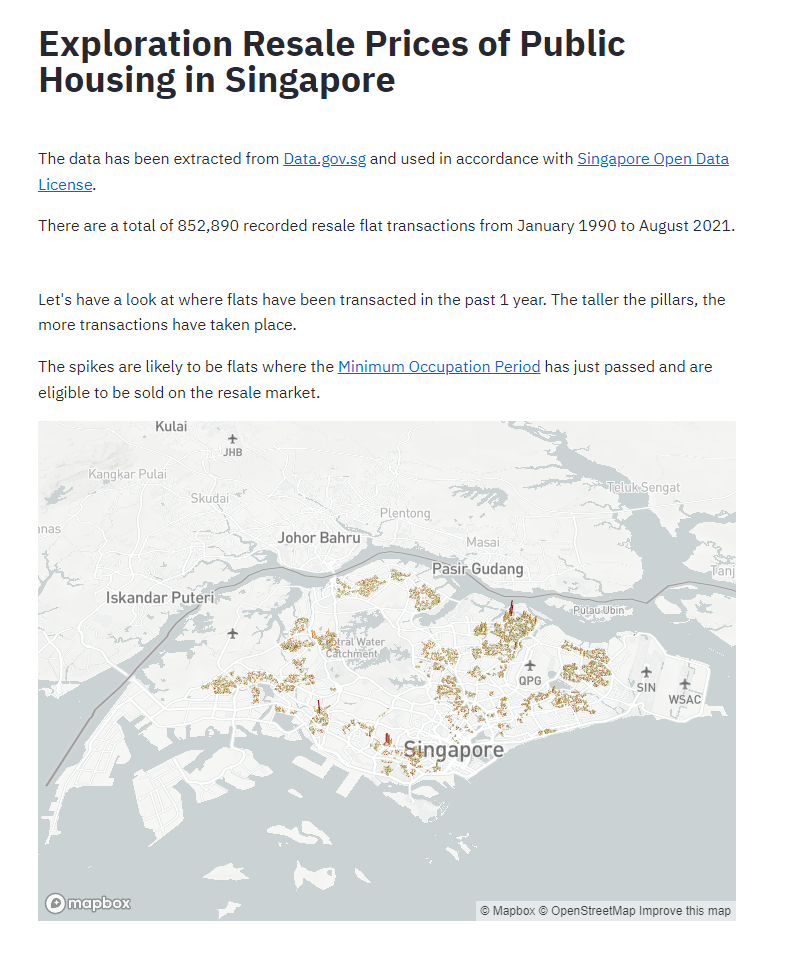 Exploration Resale Prices of Public
Housing in Singapore
The data has been extracted from Data.gov.sg and used in accordance with Singapore Open Data
License.
There are a total of 852,890 recorded resale flat transactions from January 1990 to August 2021.
Let's have a look at where flats have been transacted in the past 1 year. The taller the pillars, the
more transactions have taken place.
The spikes are likely to be flats where the Minimum Occupation Period has just passed and are
eligible to be sold on the resale market.
Kulai
JHB
Kangkar Pulai
Teluk Sengat
Skudai
Plentong
nas
Johor Bahru
Masai
Pasir Gudang
Tanj
Iskandar Puteri
Pulau Ubin
tral Water
Catchment
QPG
SIN
WSAC
Singapore
mapbox
© Mapbox © OpenStreetMap Improve this map